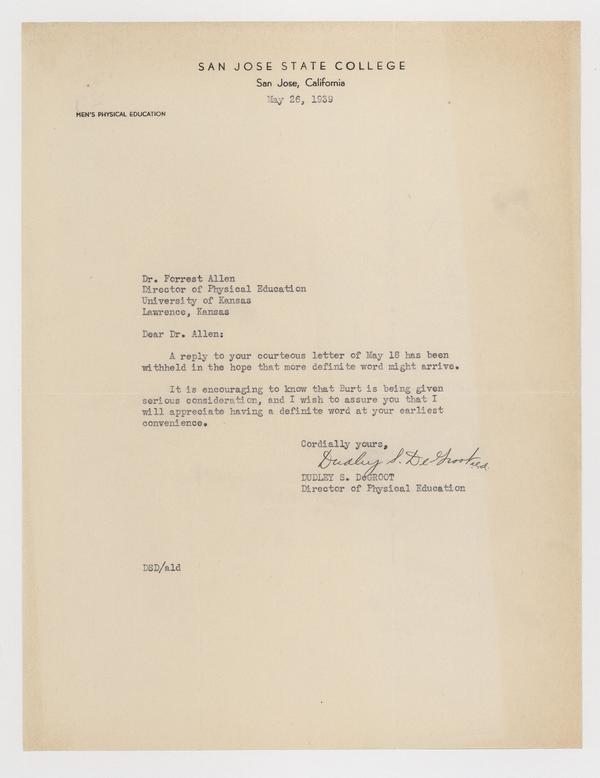 SAN JOSE STATE COLLEGE
San Jose, California
May 26, 1939
MEN'S PHYSICAL EDUCATION
Dr. Forrest Allen
Director of Physical Education
University of Kansas
Lawrence, Kansas
Dear Dr. Allen:
A reply to your courteous letter of May 18 has been
withheld in the hope that more definite word might arrive.
It is encouraging to know that Burt is being given
serious consideration, and I wish to assure you that I
will appreciate having a definite word at your earliest
convenience.
Cordially yours,
Dudley S. DeGroot
DUDLEY S. DeGROOT
Director of Physical Education
DSD/ald